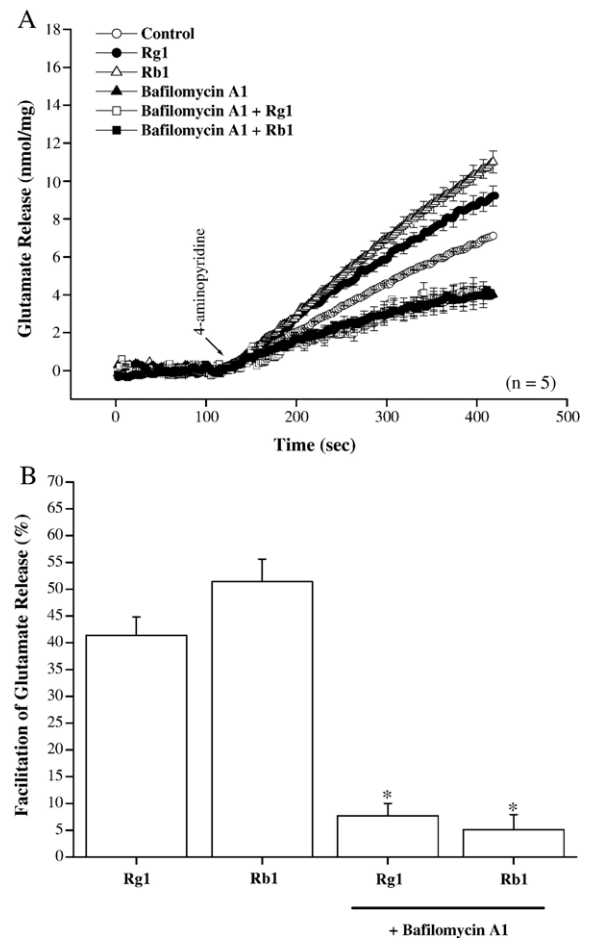 A
Control
Rg1
Rb1
Bafilomycin A1
Bafilomycin A1 + Rg1
Bafilomycin A1 + Rb1
Glutamate Release (nmol/mg)
18
16
14
12
10
8
6
4
2
0
4-aminopyridine
(n = 5)
0
100
200
300
400
500
Time (sec)
B
Facilitation of Glutamate Release (%)
70
65
60
55
50
45
40
35
30
25
20
15
10
5
0
*
*
Rg1
Rb1
Rg1
Rb1
+ Bafilomycin A1